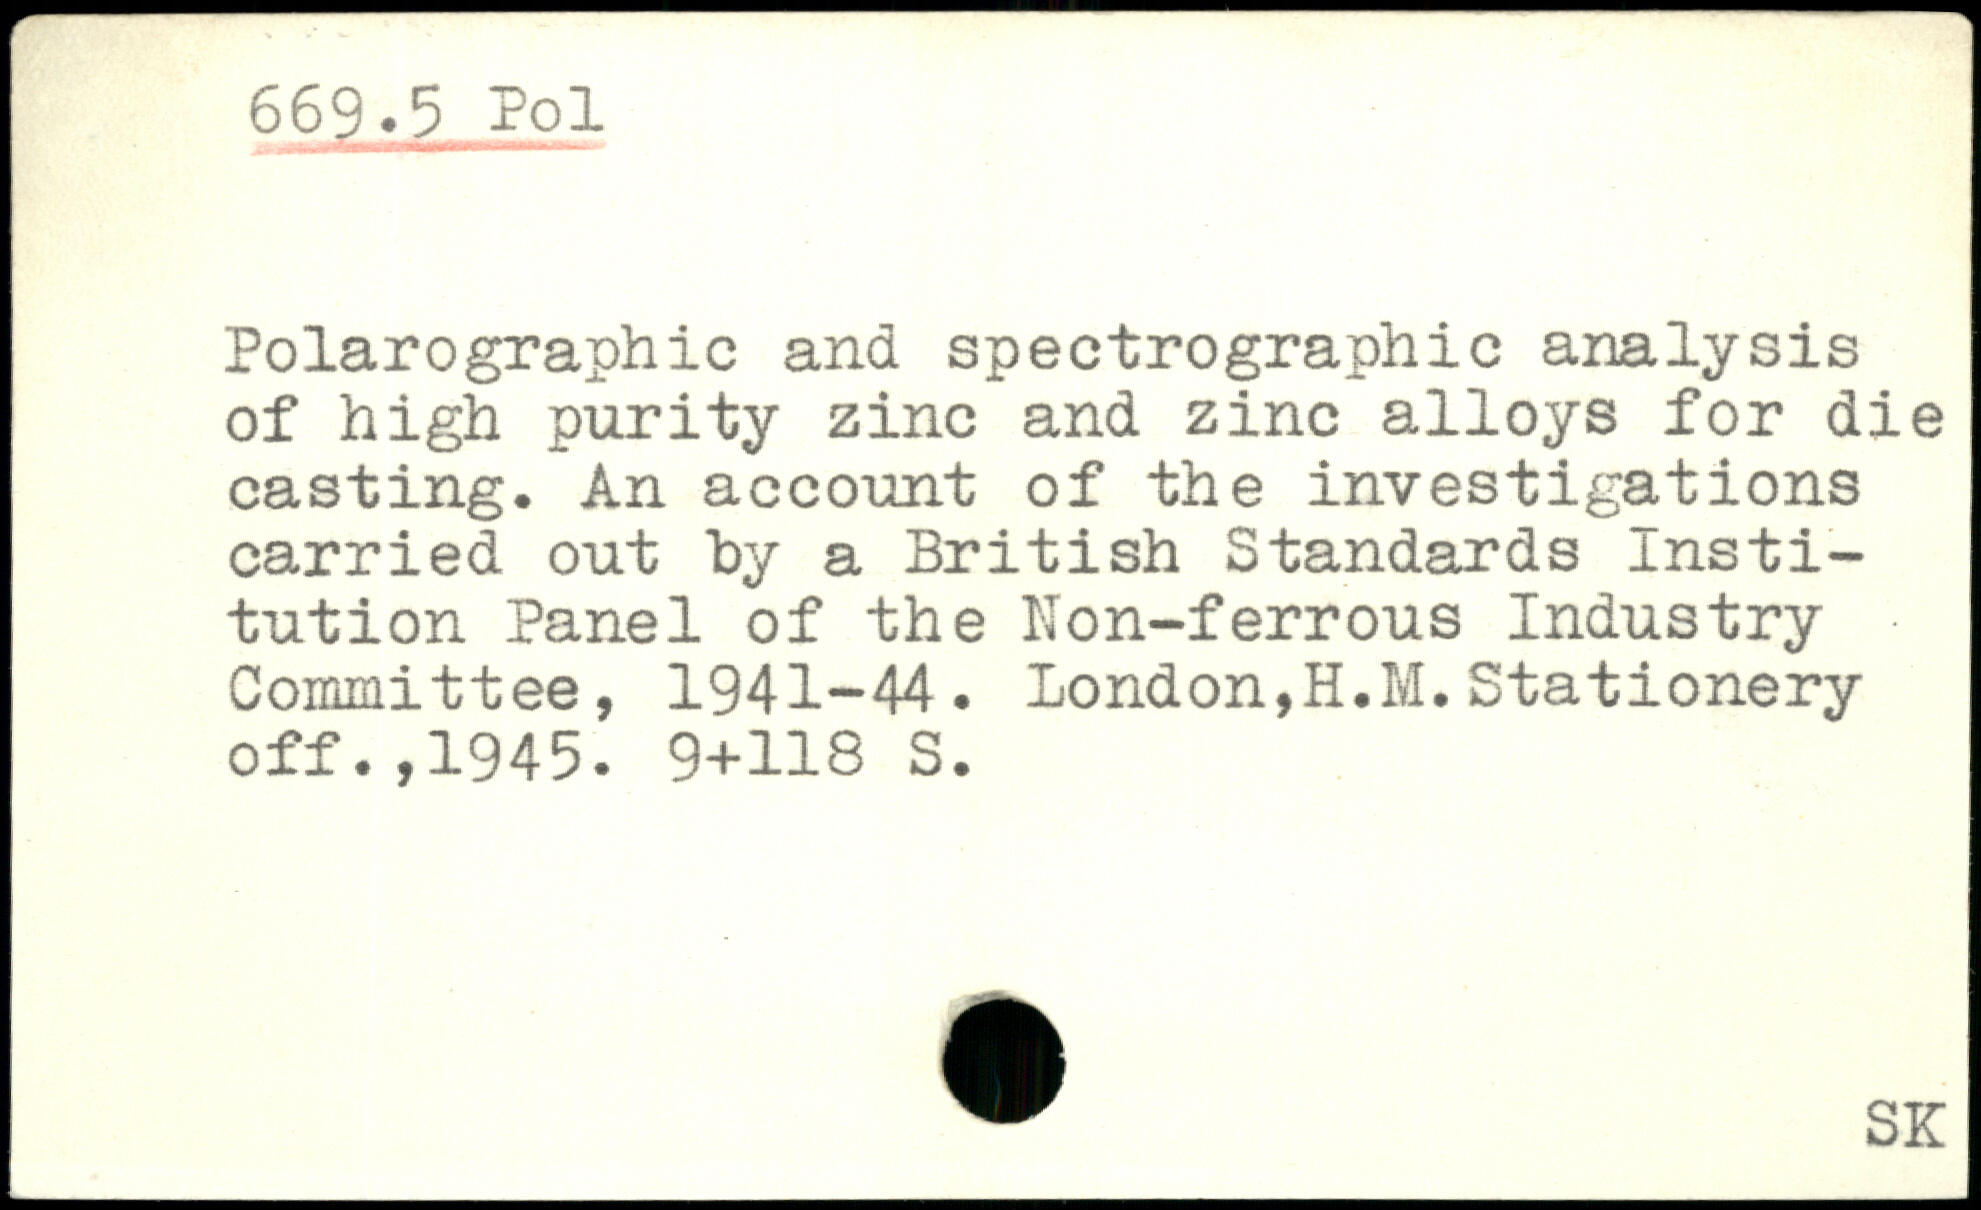 669.5 Pol
Polarographic and spectrographic analysis
of high purity zinc and zinc alloys for die
casting. An account of the investigations
carried out by a British Standards Insti-
tution Panel of the Non-ferrous Industry
Committee, 1941-44. London,H.M.Stationery
off.,1945. 9+118 S.
SK